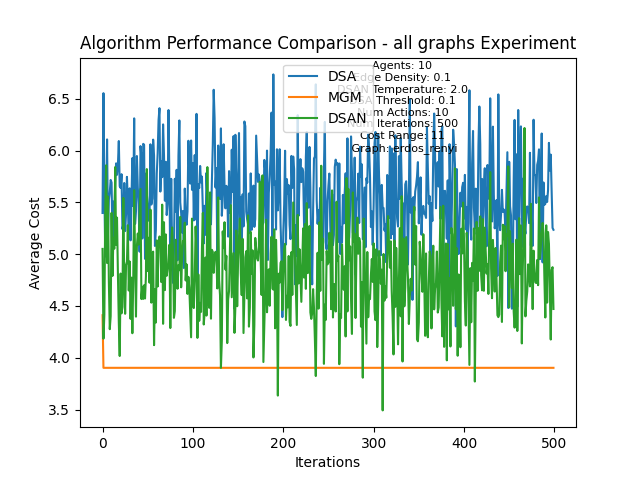 Algorithm Performance Comparison - all graphs Experiment
Agents: 10
Edge Density: 0.1
DSAN Temperature: 2.0
Threshold: 0.1
Num Actions: 10
Iterations: 500
Cost Range: 11
Graph: erdos_renyi
DSA
MGM
DSAN
6.5
6.0
5.5
5.0
4.5
4.0
3.5
Average Cost
0
100
200
300
400
500
Iterations